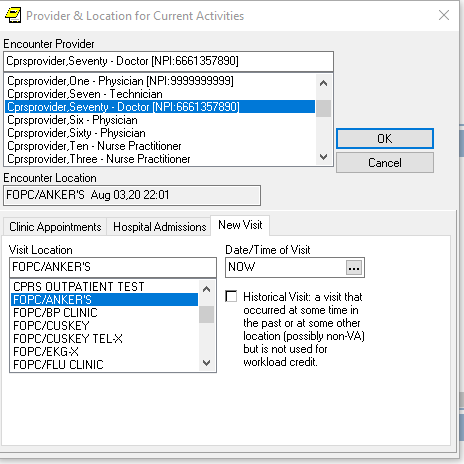 Provider & Location for Current Activities
Encounter Provider
Cprsprovider,Seventy - Doctor [NPI:6661357890]
Cprsprovider,One - Physician [NPI:9999999999]
Cprsprovider,Seven - Technician
Cprsprovider,Seventy - Doctor [NPI:6661357890]
Cprsprovider,Six - Physician
Cprsprovider,Sixty - Physician
Cprsprovider,Ten - Nurse Practitioner
Cprsprovider,Three - Nurse Practitioner
OK
Cancel
Encounter Location
FOPC/ANKER'S Aug 03,20 22:01
Clinic Appointments
Hospital Admissions
New Visit
Visit Location
FOPC/ANKER'S
CPRS OUTPATIENT TEST
FOPC/ANKER'S
FOPC/BP CLINIC
FOPC/CUSKEY
FOPC/CUSKEY TEL-X
FOPC/EKG-X
FOPC/FLU CLINIC
Date/Time of Visit
NOW
...
Historical Visit: a visit that
occurred at some time in
the past or at some other
location (possibly non-VA)
but is not used for
workload credit.